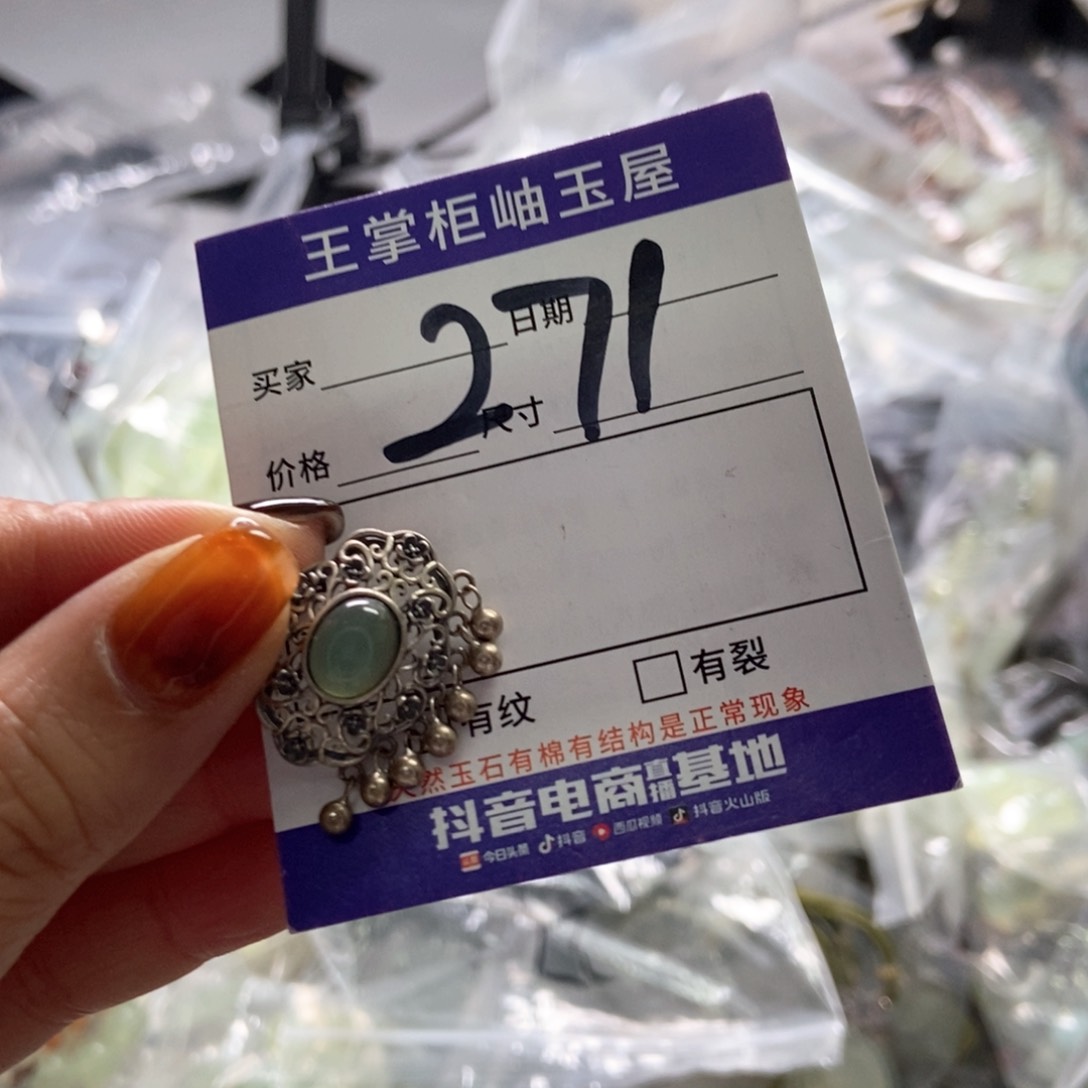 王掌柜岫玉屋
271
买家 日期
价格 尺寸
有纹 有裂
天然玉石有棉有结构是正常现象
抖音电商直播基地
今日头条 抖音 西瓜视频 抖音火山版